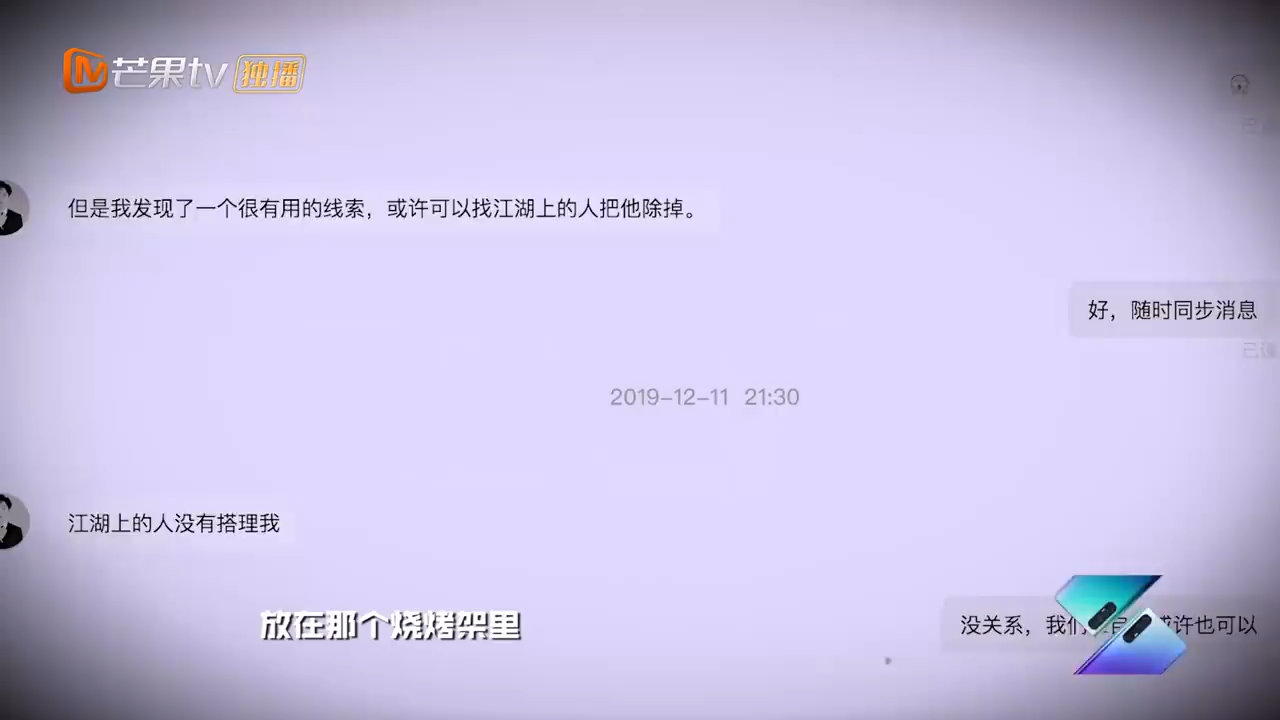 芒果tv 独播
但是我发现了一个很有用的线索，或许可以找江湖上的人把他除掉。
好，随时同步消息
2019-12-11 21:30
江湖上的人没有搭理我
放在那个烧烤架里
没关系，我们 自 或许也可以